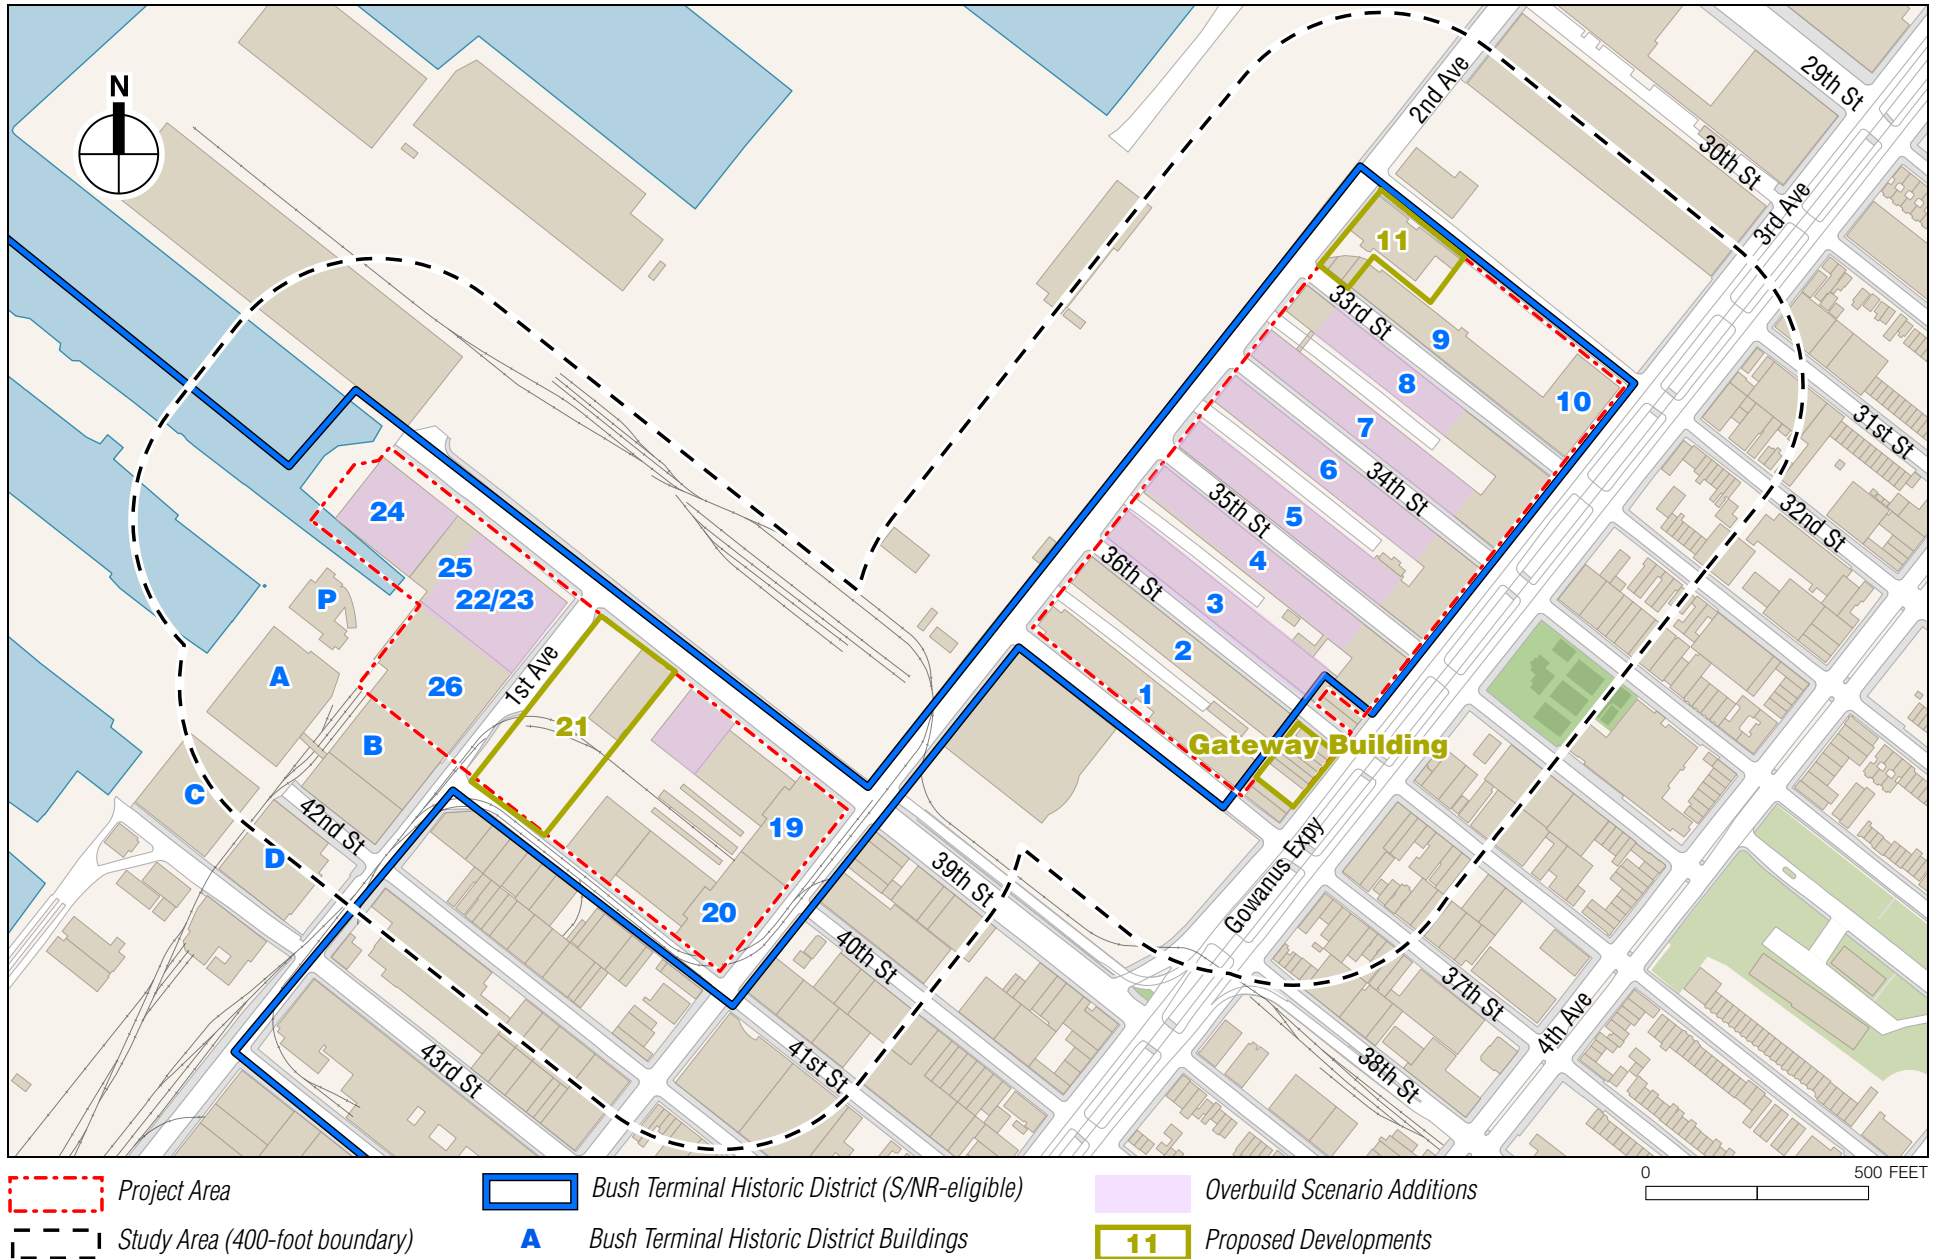 N
2nd Ave
29th St
30th St
3rd Ave
11
33rd St
9
8
10
7
31st St
6
34th St
24
35th St
5
32nd St
25
4
36th St
22/23
P
3
2
1st Ave
A
26
1
21
B
Gateway Building
C
42nd St
19
D
39th St
Gowanus Expy
20
40th St
37th St
4th Ave
43rd St
41st St
38th St
Project Area
Bush Terminal Historic District (S/NR-eligible)
Overbuild Scenario Additions
0 500 FEET
Study Area (400-foot boundary)
A Bush Terminal Historic District Buildings
11 Proposed Developments